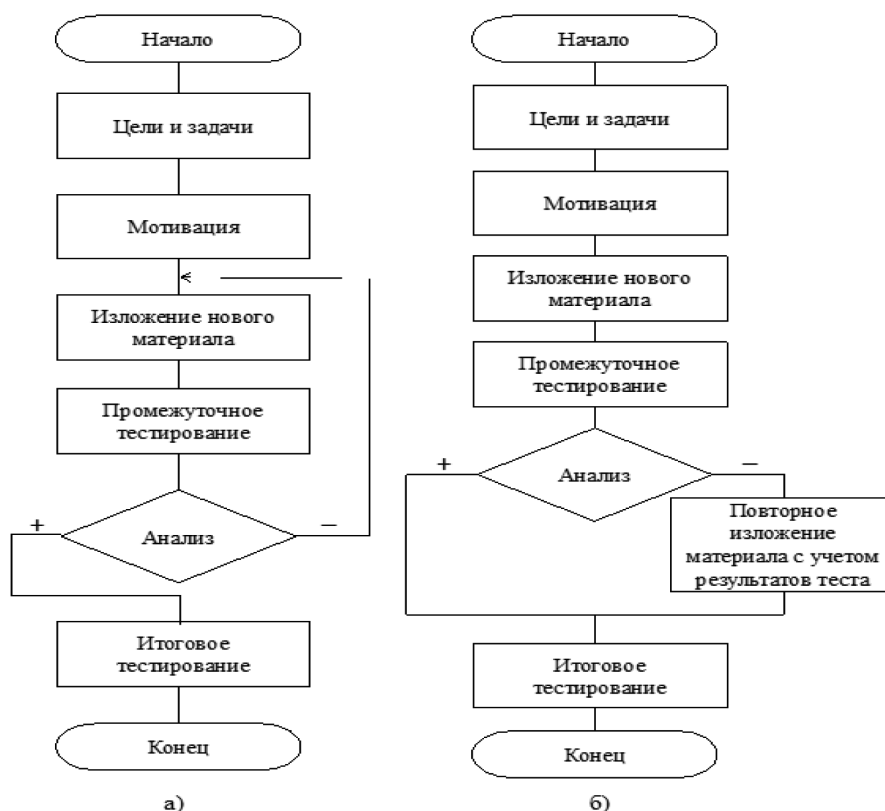 Начало
Цели и задачи
Мотивация
Изложение нового
материала
Промежуточное
тестирование
+
Анализ
–
Итоговое
тестирование
Конец
а)
Начало
Цели и задачи
Мотивация
Изложение нового
материала
Промежуточное
тестирование
+
Анализ
–
Повторное
изложение
материала с учетом
результатов теста
Итоговое
тестирование
Конец
б)